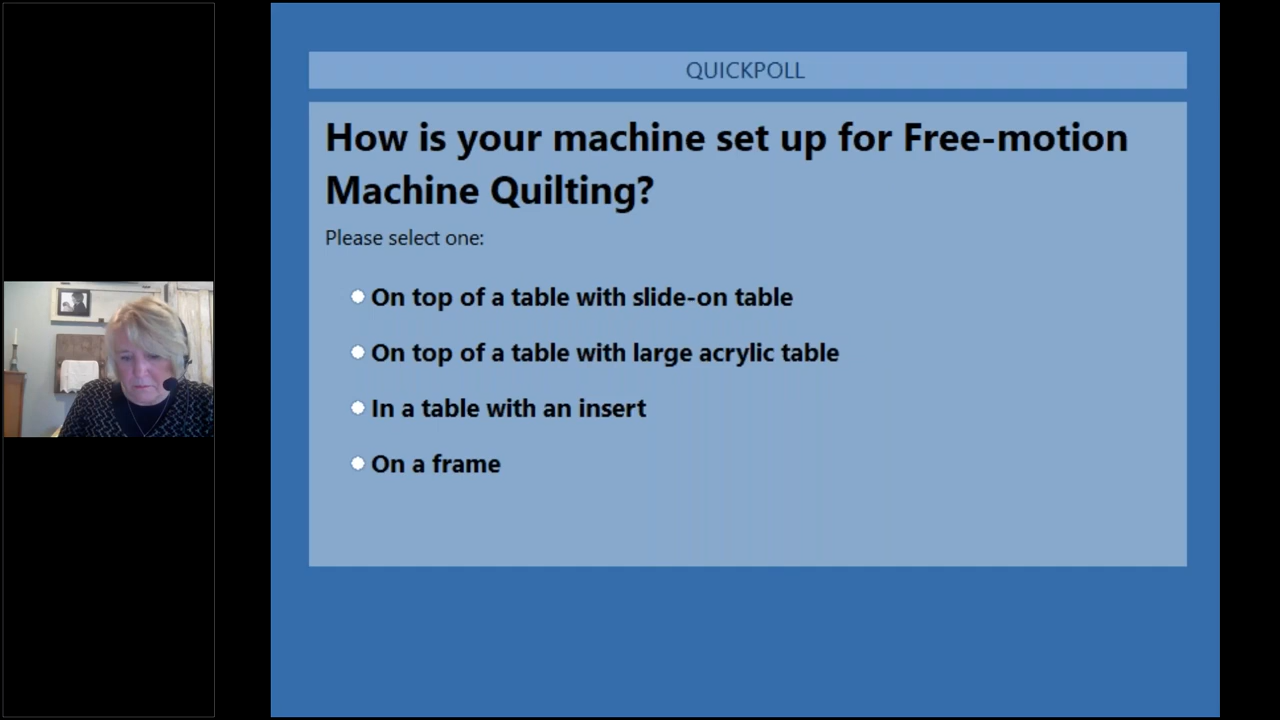 QUICKPOLL
How is your machine set up for Free-motion
Machine Quilting?
Please select one:
On top of a table with slide-on table
On top of a table with large acrylic table
In a table with an insert
On a frame